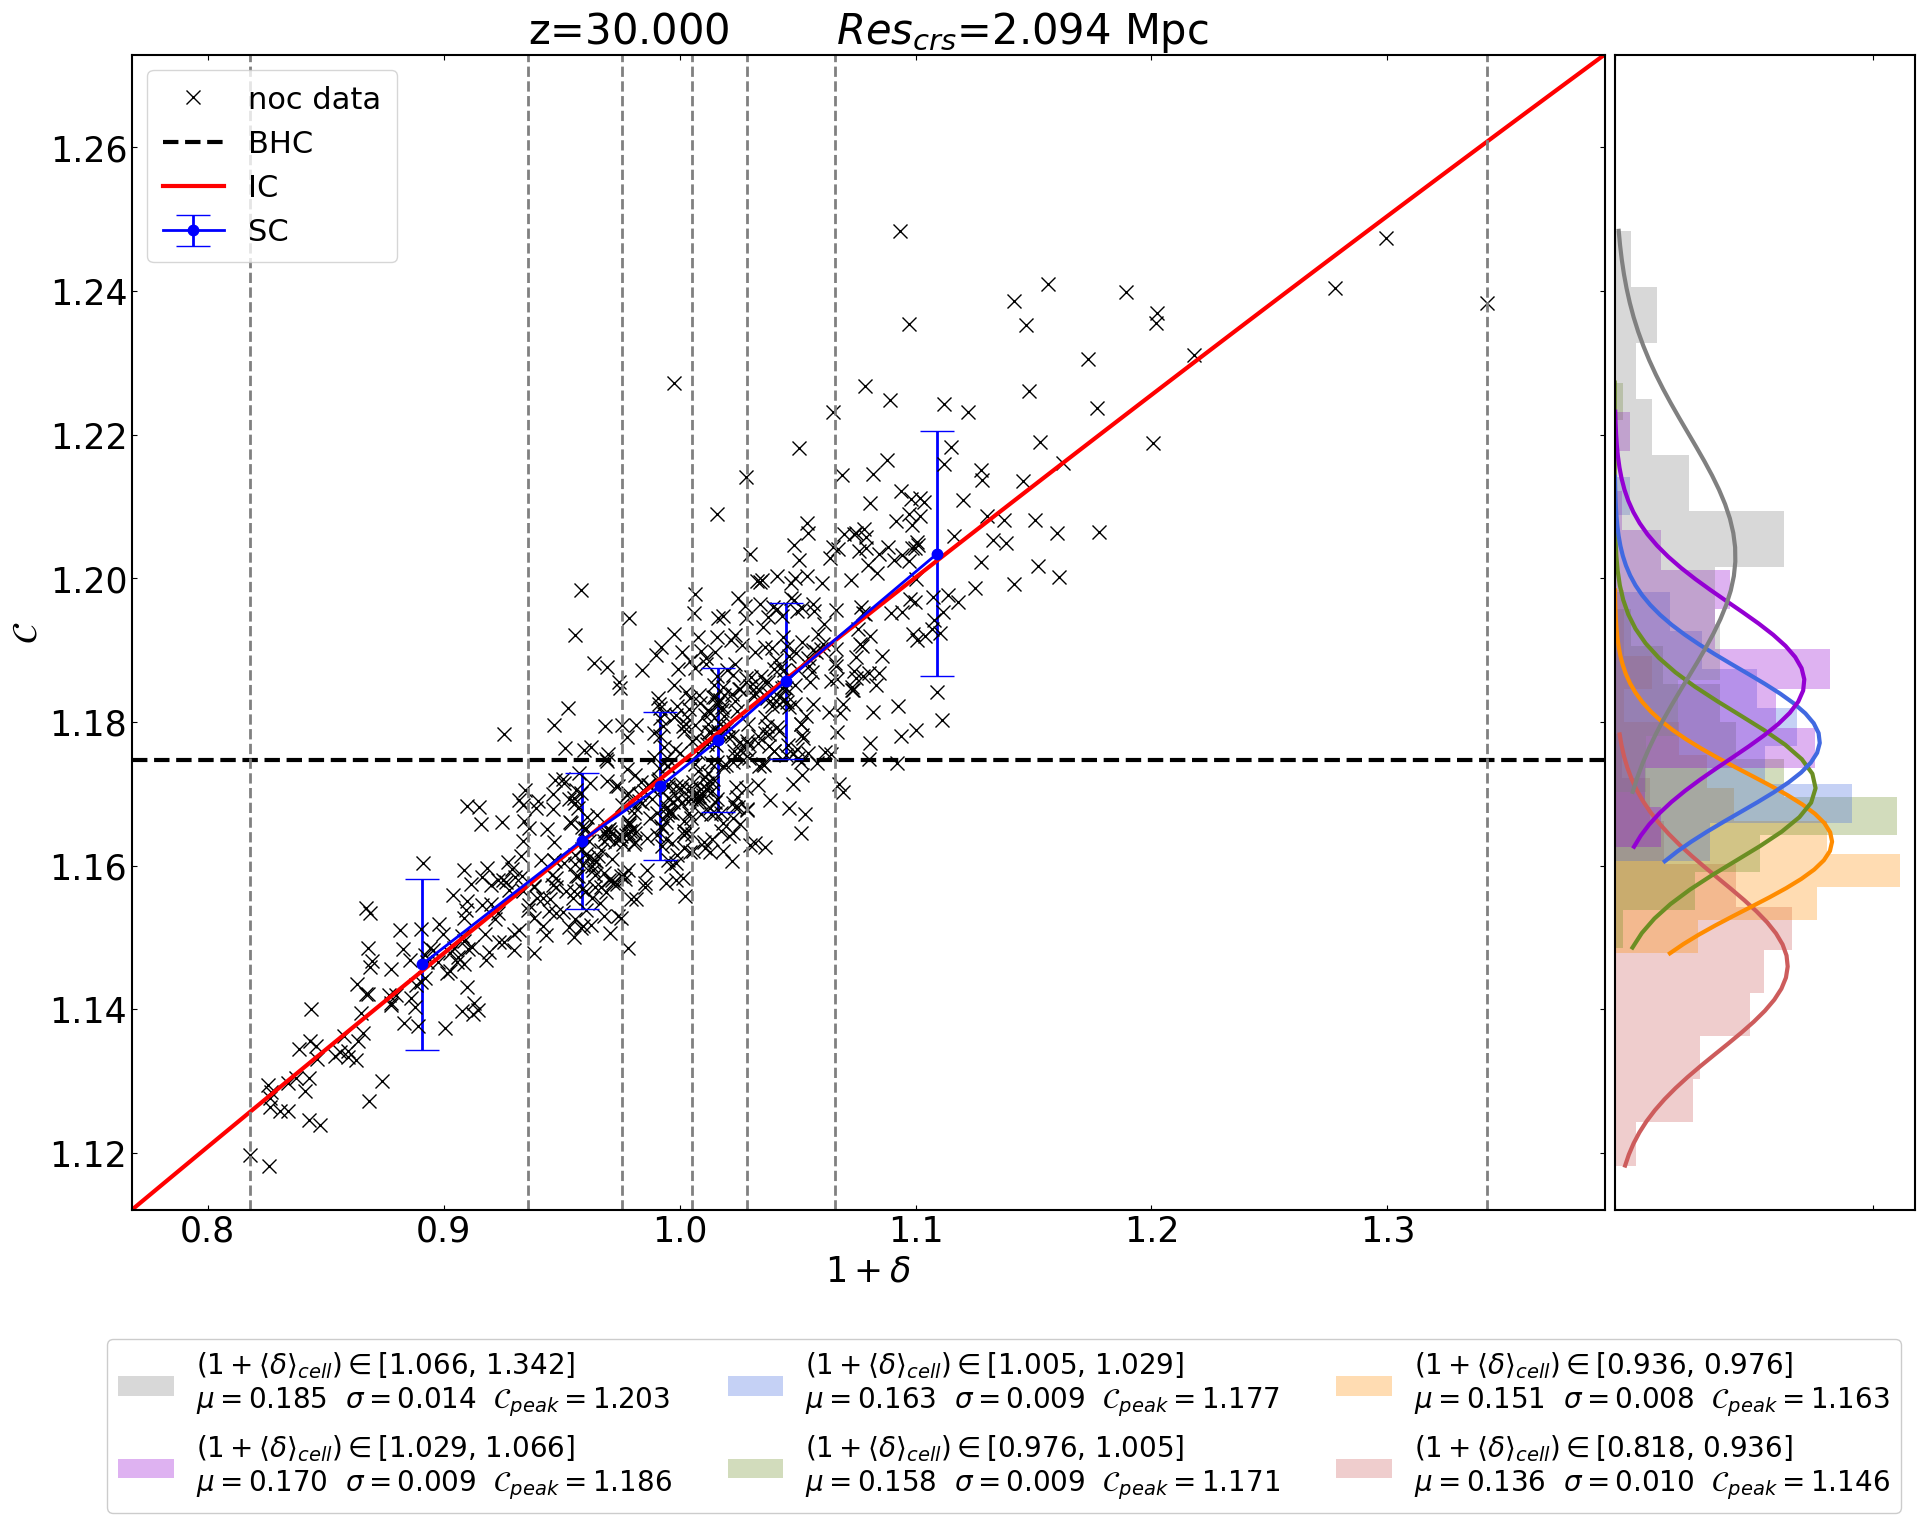 z=30.000 Res_crs=2.094 Mpc
noc data
BHC
IC
SC
1.26
1.24
1.22
1.20
1.18
1.16
1.14
1.12
𝒞
0.8 0.9 1.0 1.1 1.2 1.3
1 + δ
(1 + ⟨δ⟩_cell) ∈ [1.066, 1.342]
μ = 0.185 σ = 0.014 𝒞_peak = 1.203
(1 + ⟨δ⟩_cell) ∈ [1.029, 1.066]
μ = 0.170 σ = 0.009 𝒞_peak = 1.186
(1 + ⟨δ⟩_cell) ∈ [1.005, 1.029]
μ = 0.163 σ = 0.009 𝒞_peak = 1.177
(1 + ⟨δ⟩_cell) ∈ [0.976, 1.005]
μ = 0.158 σ = 0.009 𝒞_peak = 1.171
(1 + ⟨δ⟩_cell) ∈ [0.936, 0.976]
μ = 0.151 σ = 0.008 𝒞_peak = 1.163
(1 + ⟨δ⟩_cell) ∈ [0.818, 0.936]
μ = 0.136 σ = 0.010 𝒞_peak = 1.146